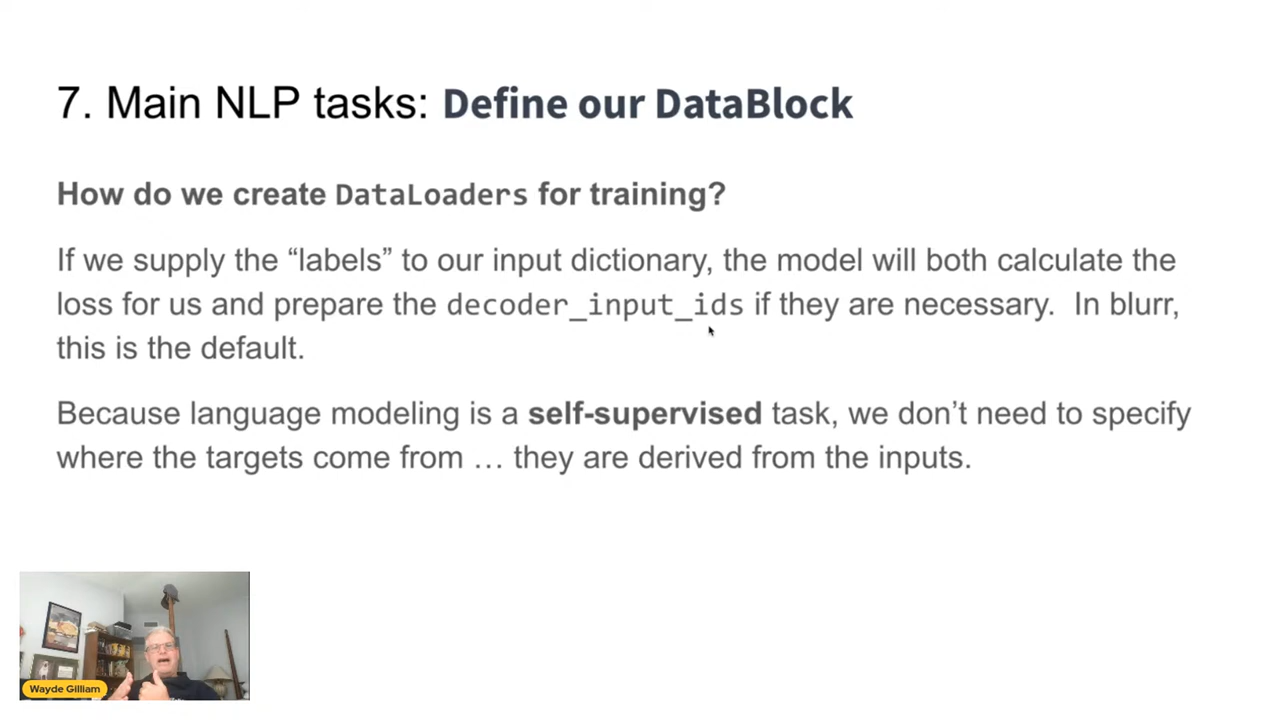 7. Main NLP tasks: Define our DataBlock
How do we create DataLoaders for training?
If we supply the “labels” to our input dictionary, the model will both calculate the
loss for us and prepare the decoder_input_ids if they are necessary.  In blurr,
this is the default.
Because language modeling is a self-supervised task, we don’t need to specify
where the targets come from … they are derived from the inputs.
Wayde Gilliam